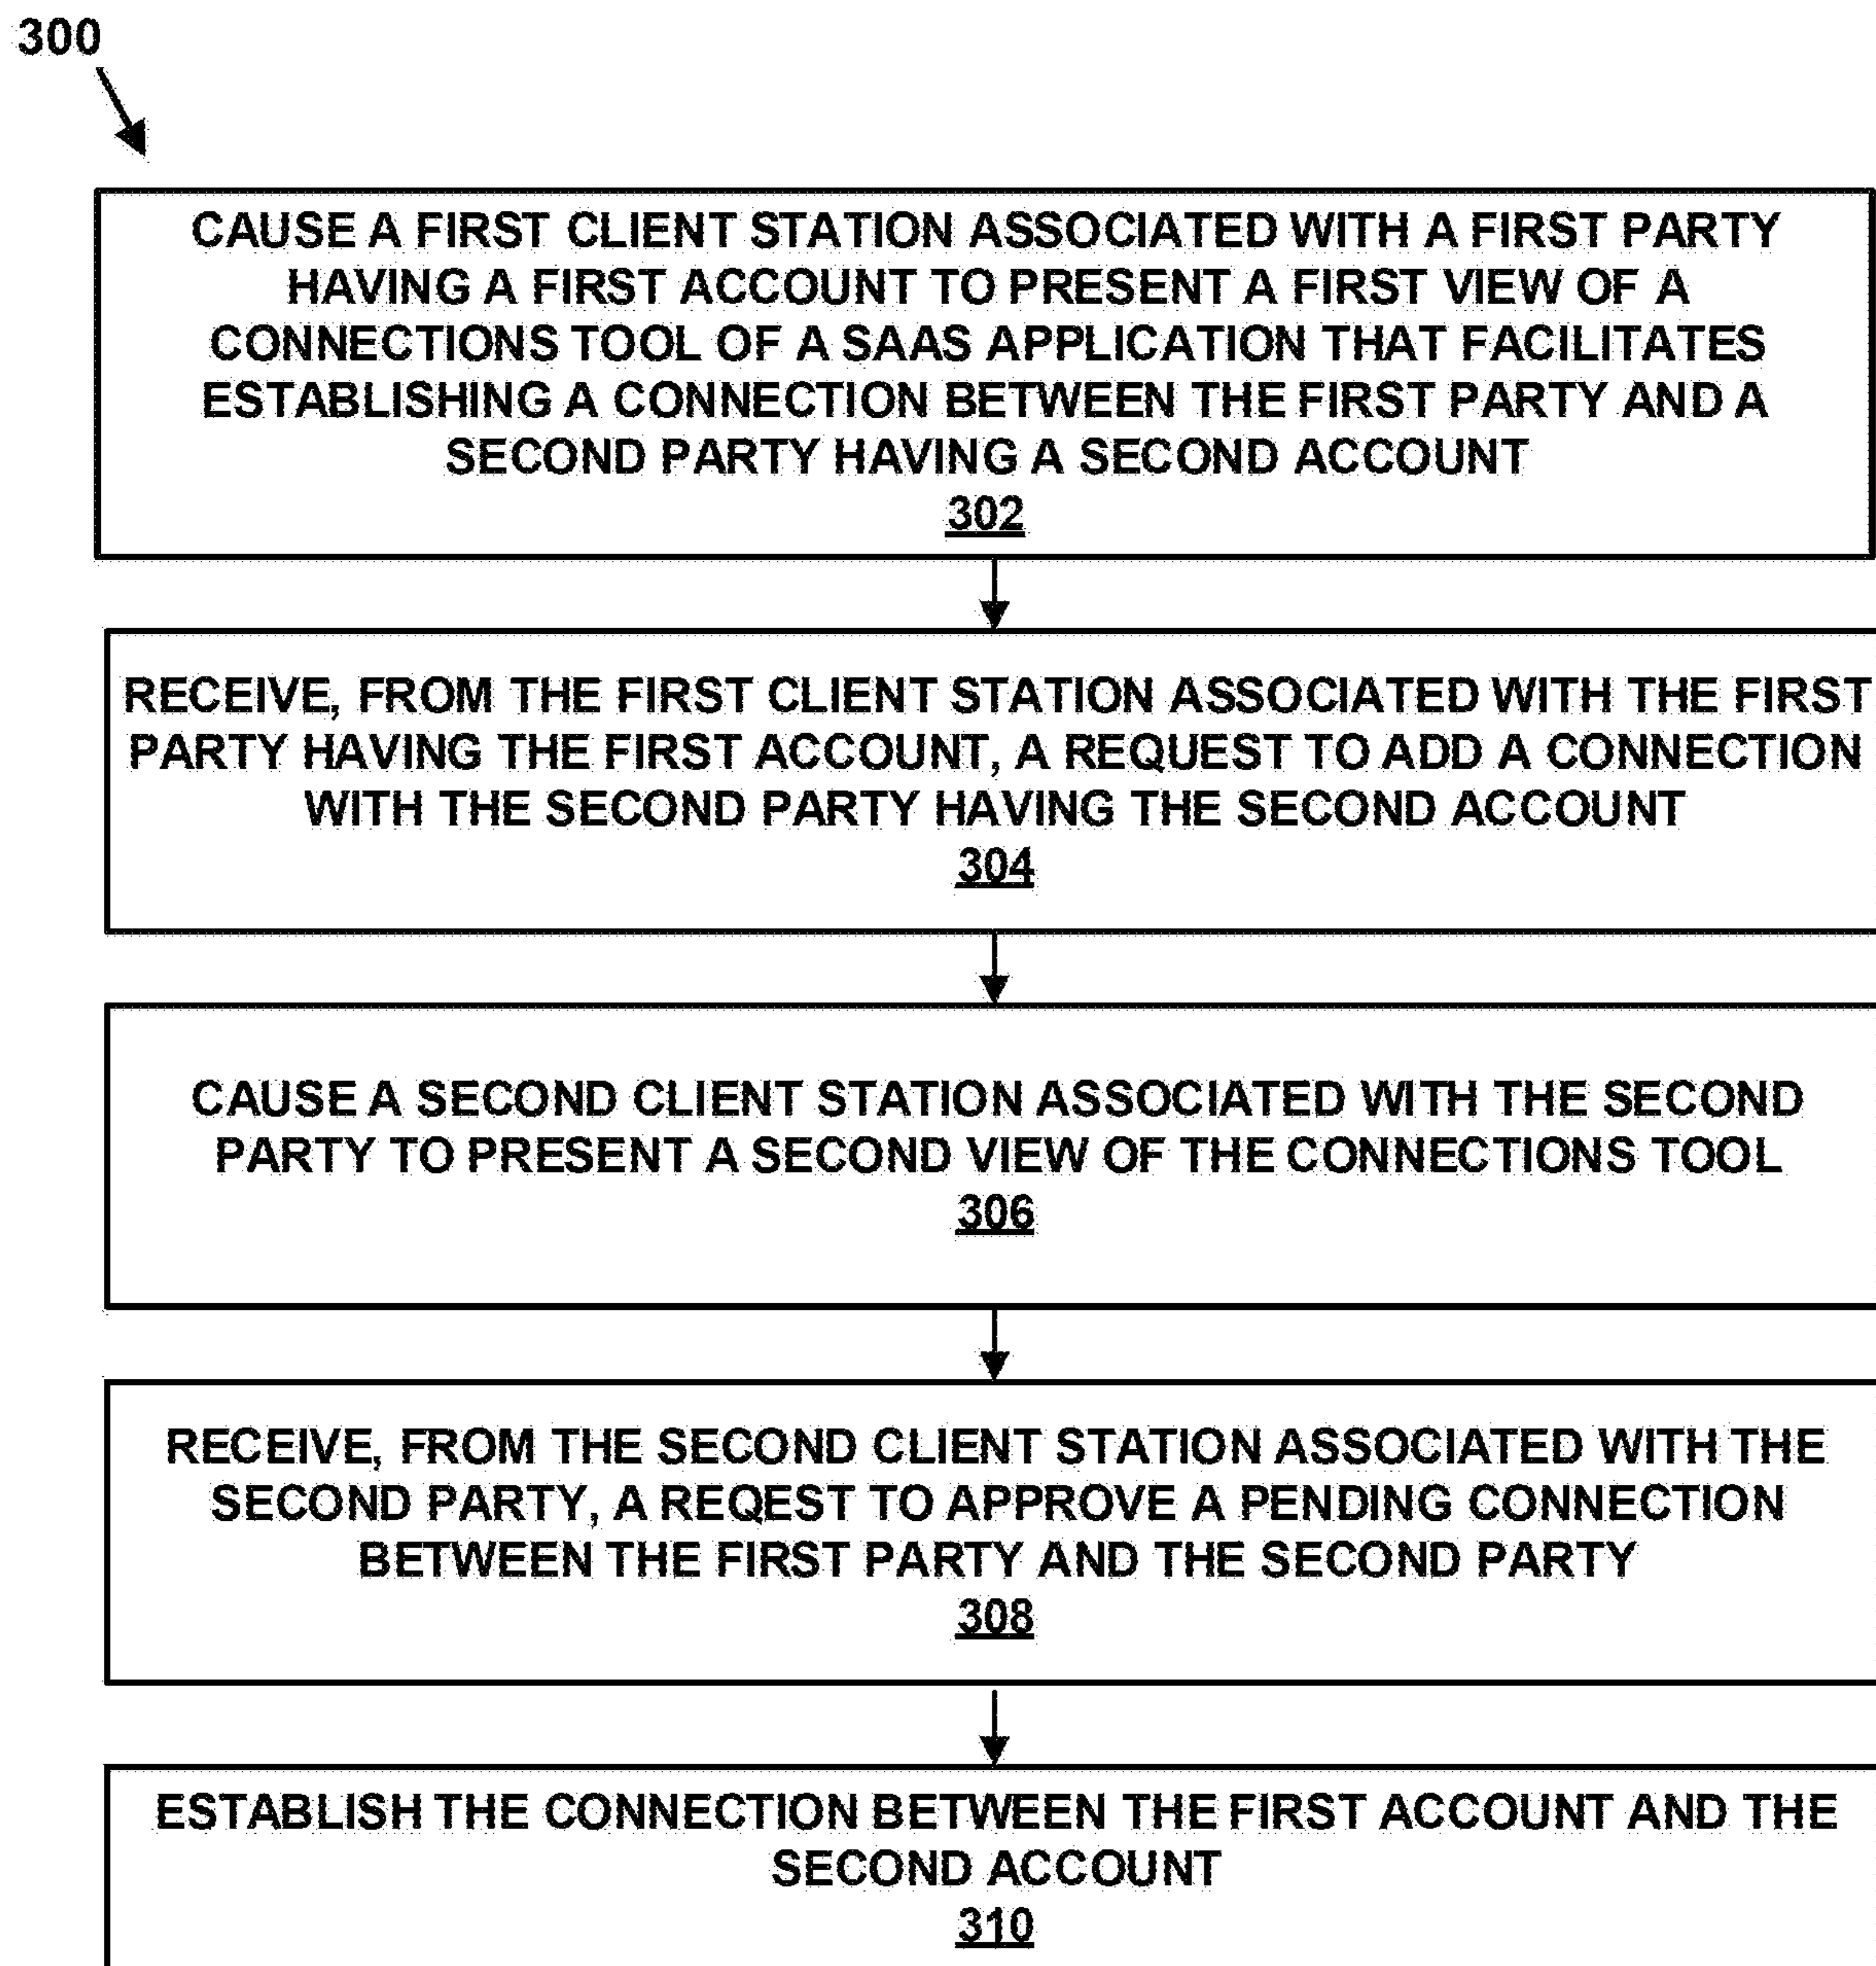 300
CAUSE A FIRST CLIENT STATION ASSOCIATED WITH A FIRST PARTY
HAVING A FIRST ACCOUNT TO PRESENT A FIRST VIEW OF A
CONNECTIONS TOOL OF A SAAS APPLICATION THAT FACILITATES
ESTABLISHING A CONNECTION BETWEEN THE FIRST PARTY AND A
SECOND PARTY HAVING A SECOND ACCOUNT
302
RECEIVE, FROM THE FIRST CLIENT STATION ASSOCIATED WITH THE FIRST
PARTY HAVING THE FIRST ACCOUNT, A REQUEST TO ADD A CONNECTION
WITH THE SECOND PARTY HAVING THE SECOND ACCOUNT
304
CAUSE A SECOND CLIENT STATION ASSOCIATED WITH THE SECOND
PARTY TO PRESENT A SECOND VIEW OF THE CONNECTIONS TOOL
306
RECEIVE, FROM THE SECOND CLIENT STATION ASSOCIATED WITH THE
SECOND PARTY, A REQEST TO APPROVE A PENDING CONNECTION
BETWEEN THE FIRST PARTY AND THE SECOND PARTY
308
ESTABLISH THE CONNECTION BETWEEN THE FIRST ACCOUNT AND THE
SECOND ACCOUNT
310